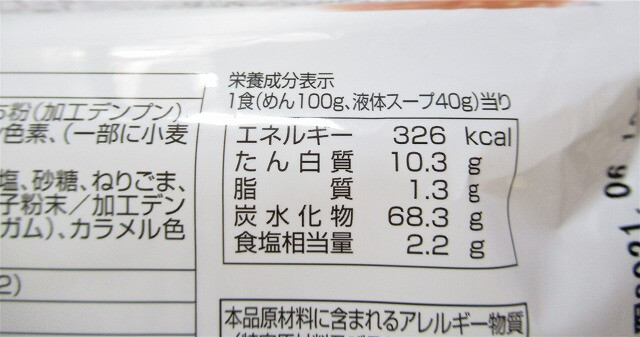 粉(加工デンプン)
色素、(一部に小麦
塩、砂糖、ねりごま、
子粉末/加工デン
ガム)、カラメル色
2)
栄養成分表示
1食(めん100g、液体スープ40g)当り
エネルギー 326 kcal
たん白質 10.3 g
脂質 1.3 g
炭水化物 68.3 g
食塩相当量 2.2 g
本品原材料に含まれるアレルギー物質
2021. 06